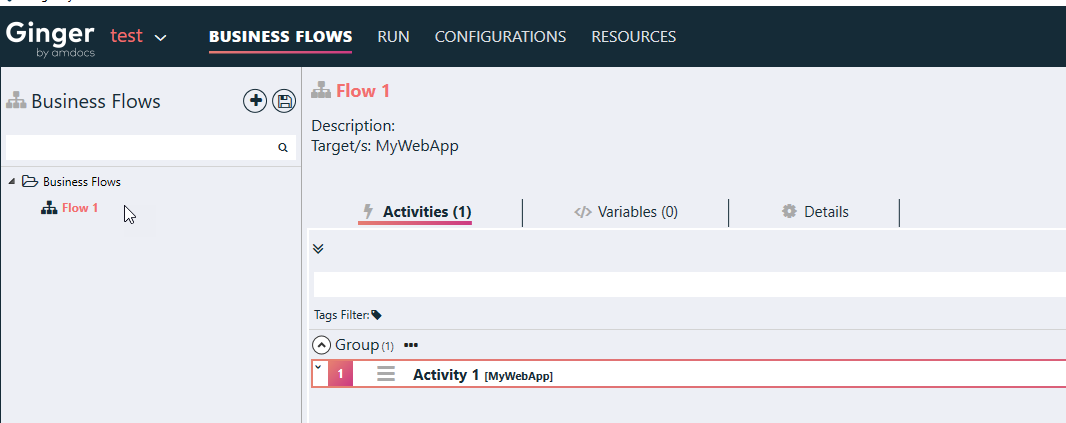 Ginger
by amdocs
test
BUSINESS FLOWS
RUN
CONFIGURATIONS
RESOURCES
Business Flows
Business Flows
Flow 1
Flow 1
Description:
Target/s: MyWebApp
Activities (1)
</> Variables (0)
Details
Tags Filter:
Group (1) •••
1
Activity 1 [MyWebApp]